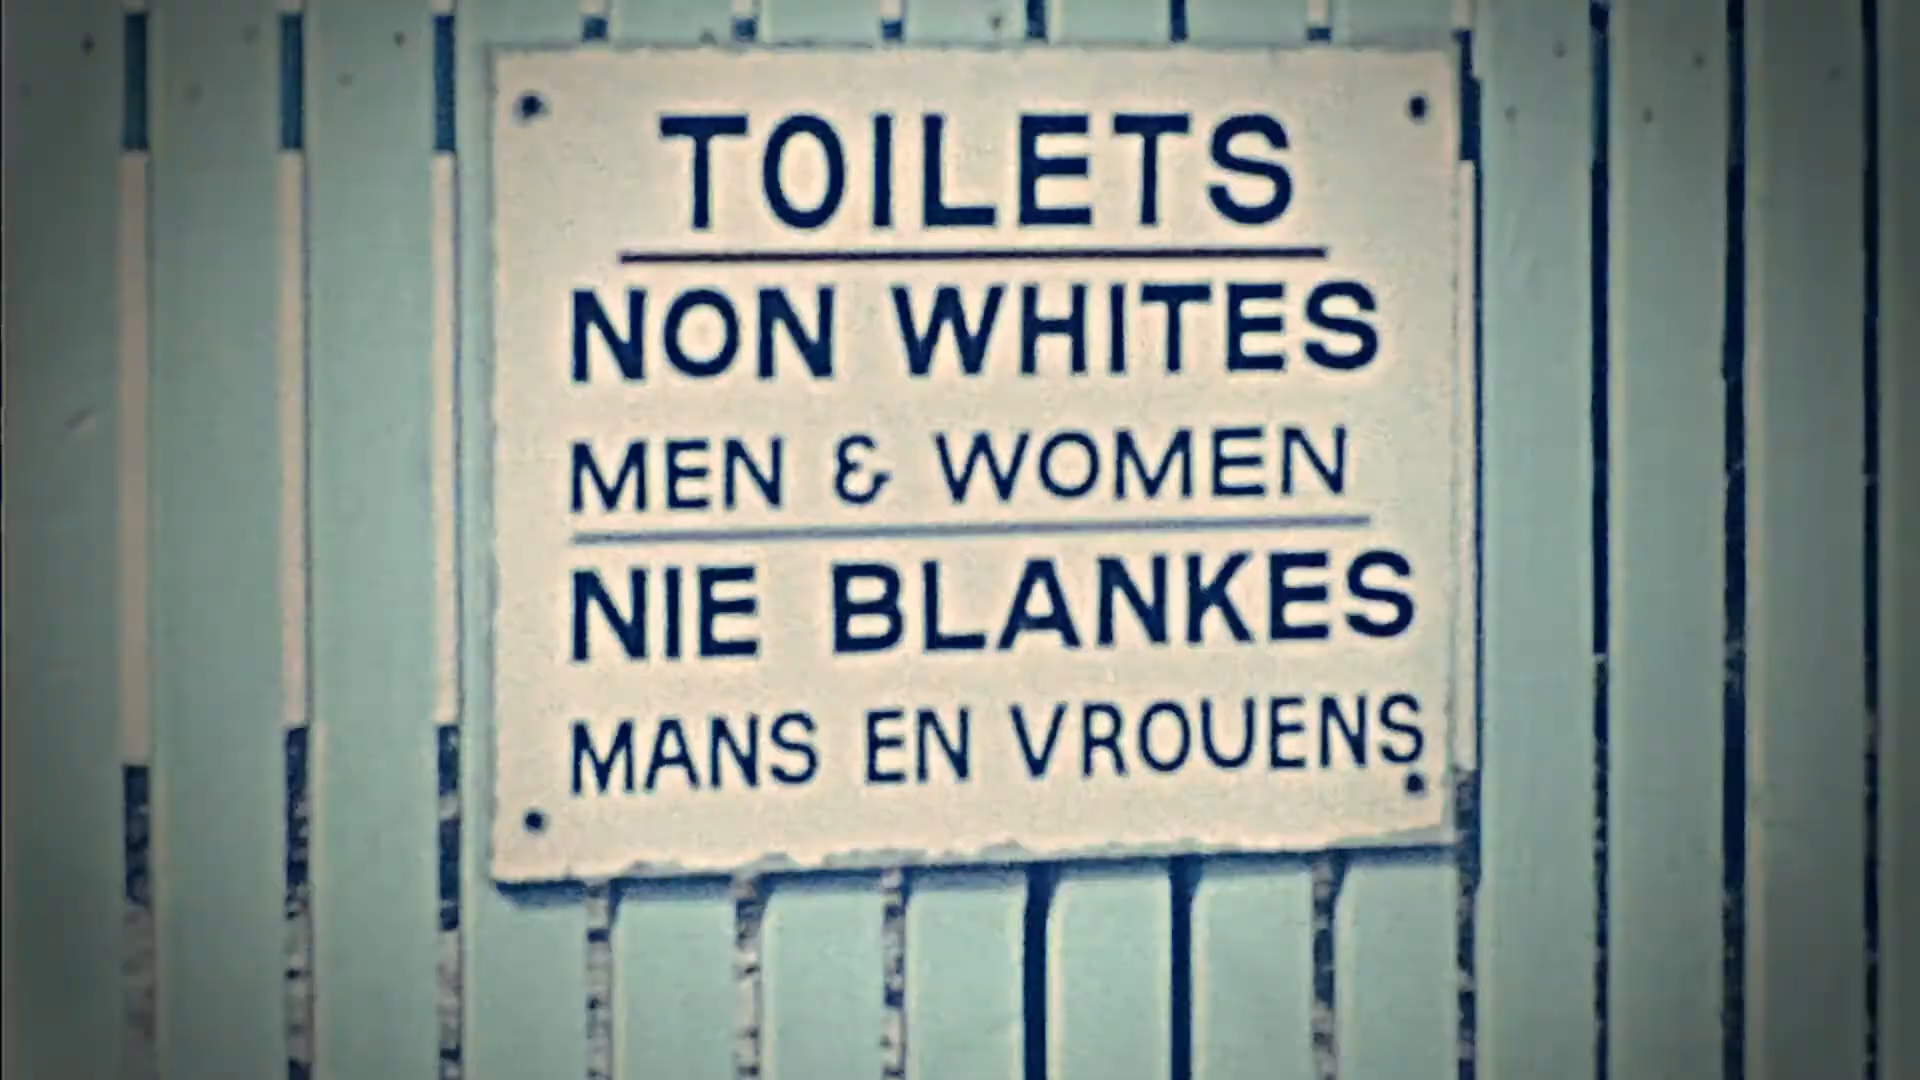 TOILETS
NON WHITES
MEN & WOMEN
NIE BLANKES
MANS EN VROUENS